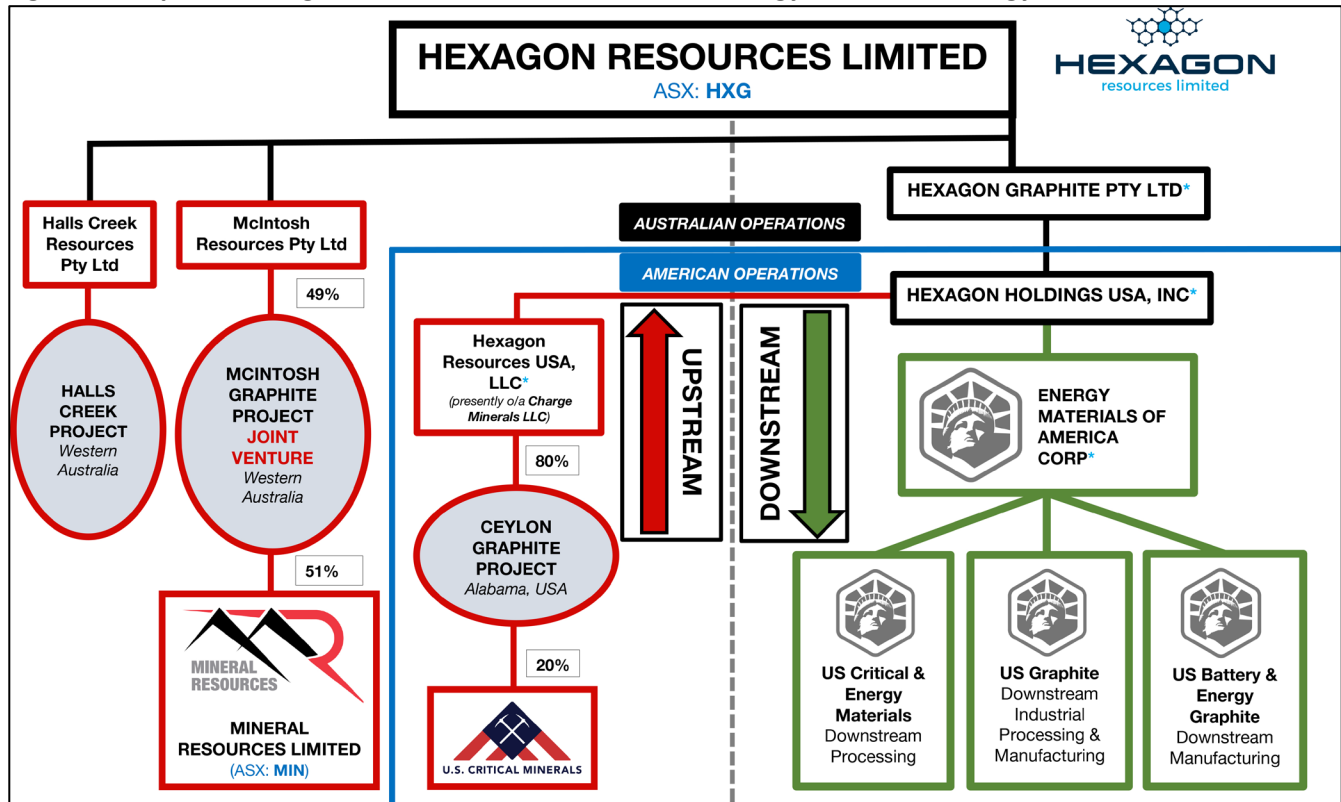 HEXAGON RESOURCES LIMITED
ASX: HXG
HEXAGON
resources limited
Halls Creek
Resources
Pty Ltd
McIntosh
Resources Pty Ltd
HEXAGON GRAPHITE PTY LTD*
AUSTRALIAN OPERATIONS
AMERICAN OPERATIONS
HEXAGON HOLDINGS USA, INC*
49%
HALLS
CREEK
PROJECT
Western
Australia
MCINTOSH
GRAPHITE
PROJECT
JOINT
VENTURE
Western
Australia
51%
MINERAL
RESOURCES
MINERAL
RESOURCES LIMITED
(ASX: MIN)
Hexagon
Resources USA,
LLC*
(presently o/a Charge
Minerals LLC)
80%
CEYLON
GRAPHITE
PROJECT
Alabama, USA
20%
U.S. CRITICAL MINERALS
UPSTREAM
DOWNSTREAM
ENERGY
MATERIALS OF
AMERICA
CORP*
US Critical &
Energy
Materials
Downstream
Processing
US Graphite
Downstream
Industrial
Processing &
Manufacturing
US Battery &
Energy
Graphite
Downstream
Manufacturing